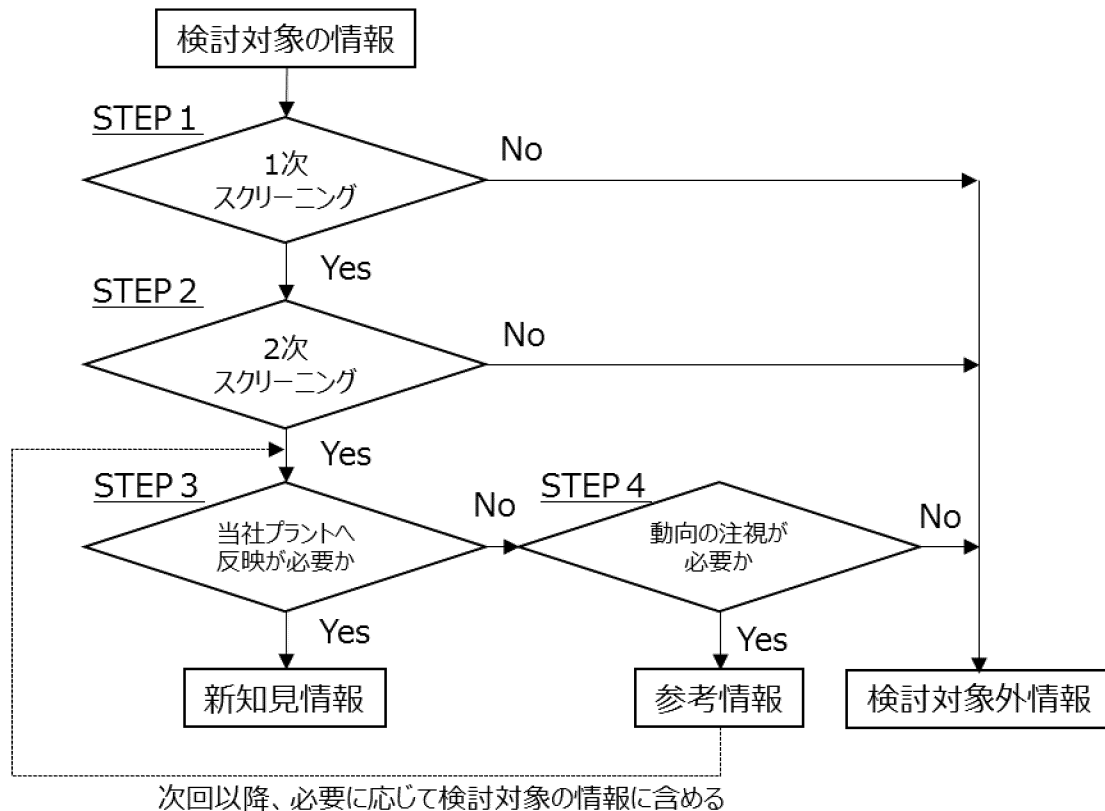 検討対象の情報
STEP 1
1次
スクリーニング
No
Yes
STEP 2
2次
スクリーニング
No
Yes
STEP 3
当社プラントへ
反映が必要か
No
STEP 4
動向の注視が
必要か
No
Yes
Yes
新知見情報
参考情報
検討対象外情報
次回以降、必要に応じて検討対象の情報に含める